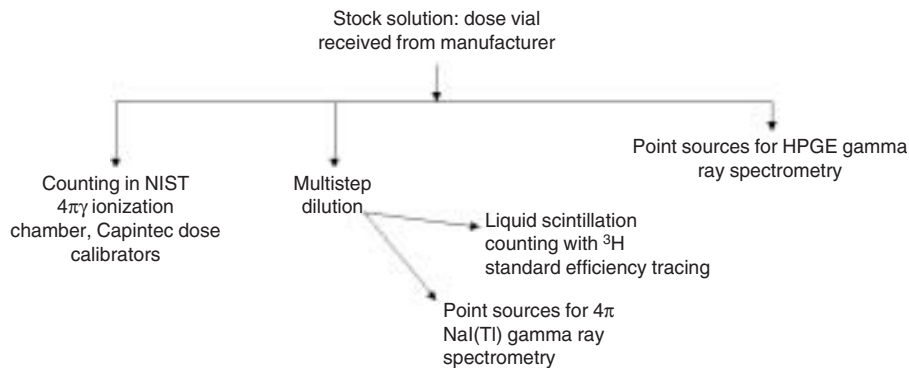 Stock solution: dose vial
received from manufacturer
Point sources for HPGE gamma
ray spectrometry
Counting in NIST
4πγ ionization
chamber, Capintec dose
calibrators
Multistep
dilution
Liquid scintillation
counting with ³H
standard efficiency tracing
Point sources for 4π
NaI(Tl) gamma ray
spectrometry